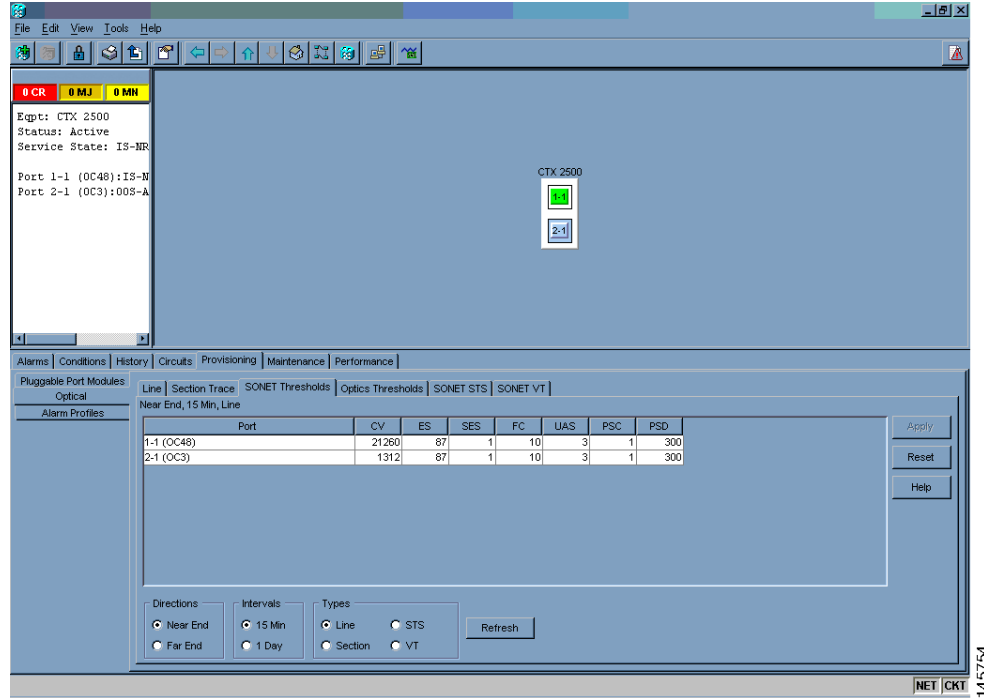 File Edit View Tools Help
0 CR 0 MJ 0 MN
Eqpt: CTX 2500
Status: Active
Service State: IS-NR
Port 1-1 (OC48):IS-N
Port 2-1 (OC3):OOS-A
CTX 2500
1-1
2-1
Alarms Conditions History Circuits Provisioning Maintenance Performance
Pluggable Port Modules
Optical
Alarm Profiles
Line Section Trace SONET Thresholds Optics Thresholds SONET STS SONET VT
Near End, 15 Min, Line
Port CV ES SES FC UAS PSC PSD
1-1 (OC48) 21260 87 1 10 3 1 300
2-1 (OC3) 1312 87 1 10 3 1 300
Apply
Reset
Help
Directions Intervals Types
Near End 15 Min Line STS
Far End 1 Day Section VT
Refresh
NET CKT
145754